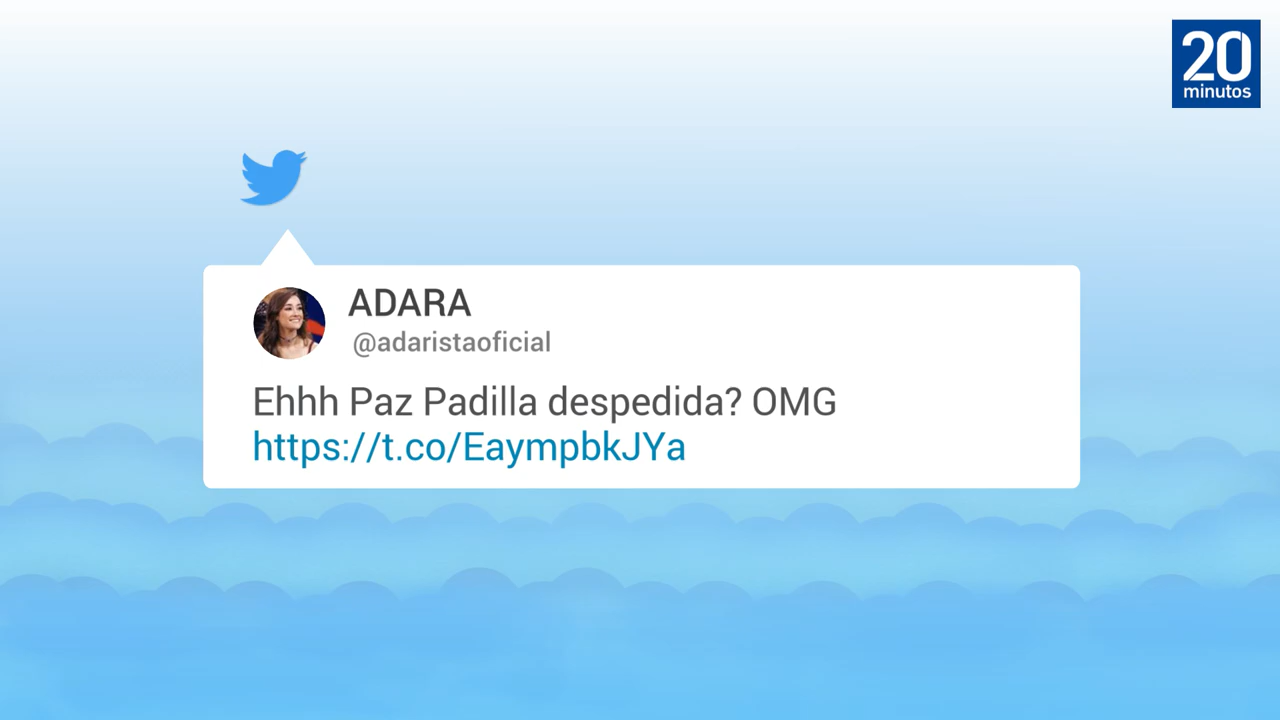 20
minutos
ADARA
@adaristaoficial
Ehhh Paz Padilla despedida? OMG
https://t.co/EaympbkJYa